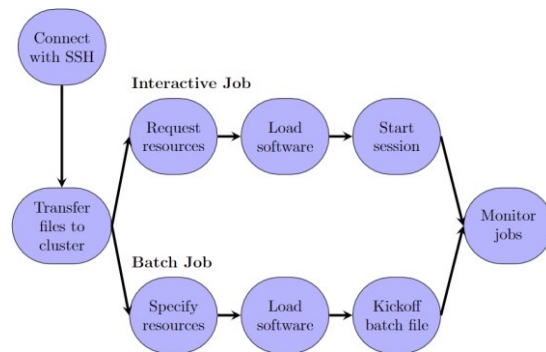 Connect
with SSH
Interactive Job
Request
resources
Load
software
Start
session
Transfer
files to
cluster
Monitor
jobs
Batch Job
Specify
resources
Load
software
Kickoff
batch file